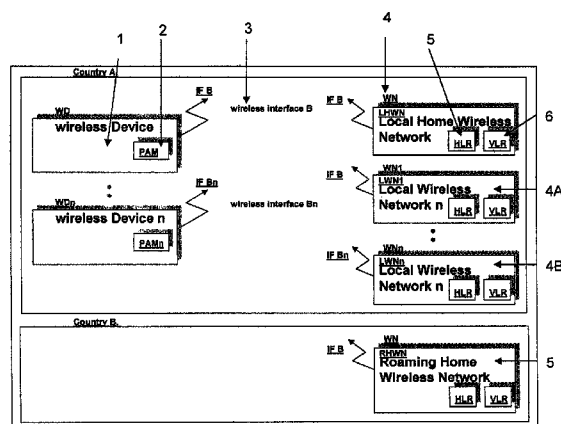 1
2
3
4
5
Country A.
IF B
wireless interface B
IF B
WN
WD
wireless Device
PAM
LHWN
Local Home Wireless
Network
HLR
VLR
6
IF Bn
wireless interface Bn
IF B
WN1
LWN1
Local Wireless
Network n
HLR
VLR
4A
WDn
wireless Device n
PAMn
IF Bn
WNn
LWNn
Local Wireless
Network n
HLR
VLR
4B
Country B.
IF B
WN
RHWN
Roaming Home
Wireless Network
HLR
VLR
5